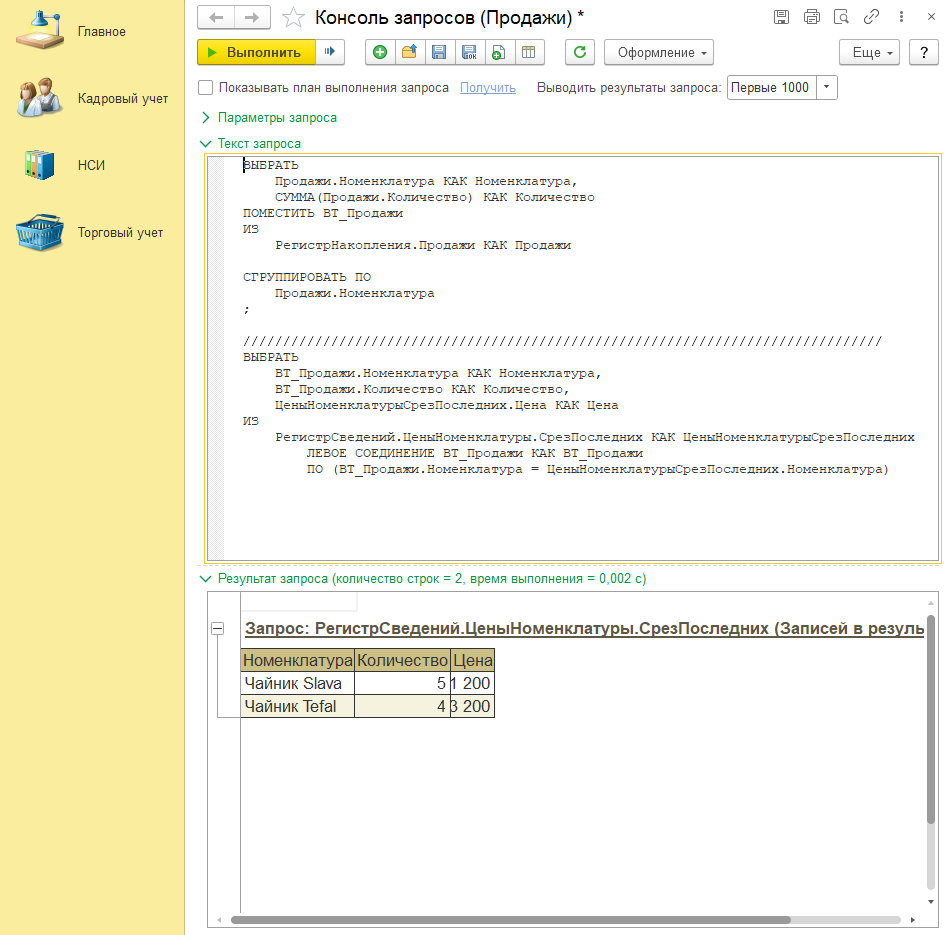 Главное
Кадровый учет
НСИ
Торговый учет
Консоль запросов (Продажи) *
Выполнить
Оформление
Еще
?
Показывать план выполнения запроса Получить Выводить результаты запроса: Первые 1000
Параметры запроса
Текст запроса
ВЫБРАТЬ
Продажи.Номенклатура КАК Номенклатура,
СУММА(Продажи.Количество) КАК Количество
ПОМЕСТИТЬ ВТ_Продажи
ИЗ
РегистрНакопления.Продажи КАК Продажи
СГРУППИРОВАТЬ ПО
Продажи.Номенклатура
;
////////////////////////////////////////////////////////////////////////////////
ВЫБРАТЬ
ВТ_Продажи.Номенклатура КАК Номенклатура,
ВТ_Продажи.Количество КАК Количество,
ЦеныНоменклатурыСрезПоследних.Цена КАК Цена
ИЗ
РегистрСведений.ЦеныНоменклатуры.СрезПоследних КАК ЦеныНоменклатурыСрезПоследних
ЛЕВОЕ СОЕДИНЕНИЕ ВТ_Продажи КАК ВТ_Продажи
ПО (ВТ_Продажи.Номенклатура = ЦеныНоменклатурыСрезПоследних.Номенклатура)
Результат запроса (количество строк = 2, время выполнения = 0,002 с)
Запрос: РегистрСведений.ЦеныНоменклатуры.СрезПоследних (Записей в резуль
Номенклатура Количество Цена
Чайник Slava 5 1 200
Чайник Tefal 4 3 200